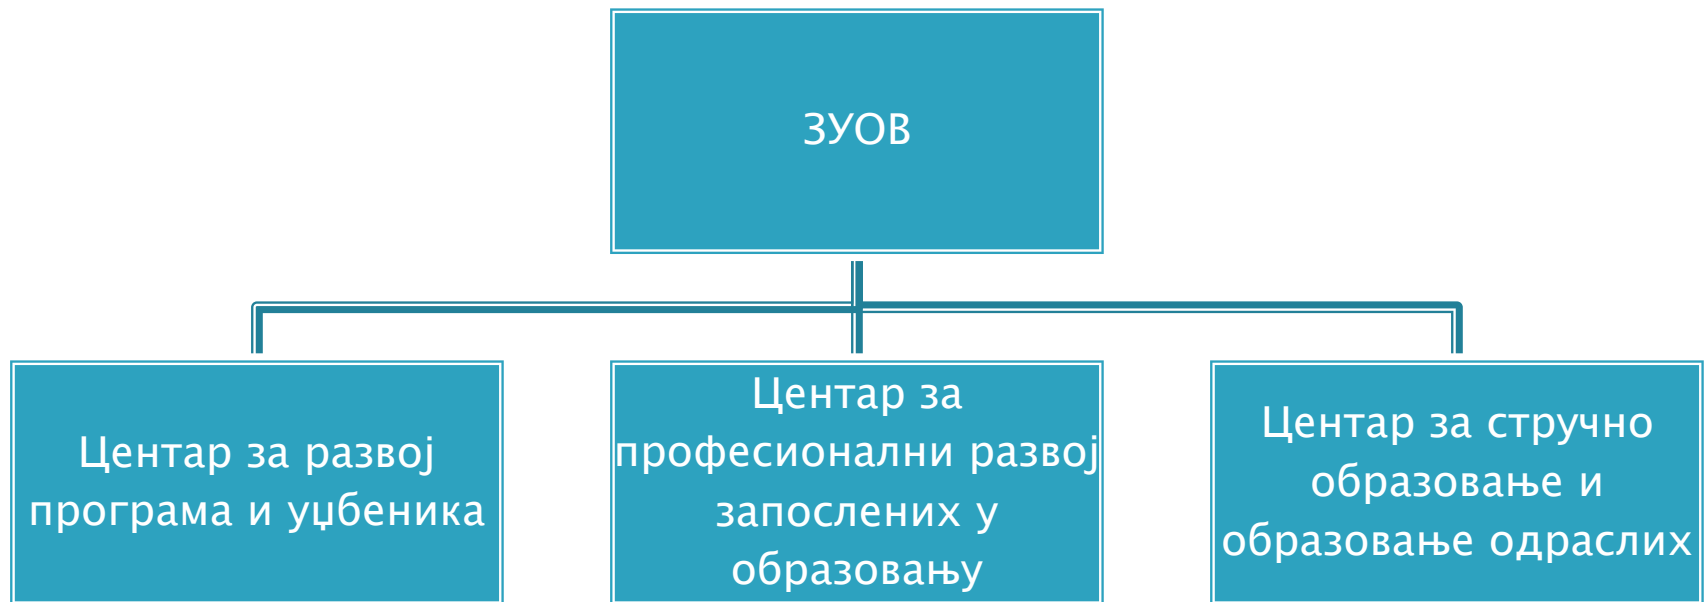 ЗУОВ
Центар за развој
програма и уџбеника
Центар за
професионални развој
запослених у
образовању
Центар за стручно
образовање и
образовање одраслих